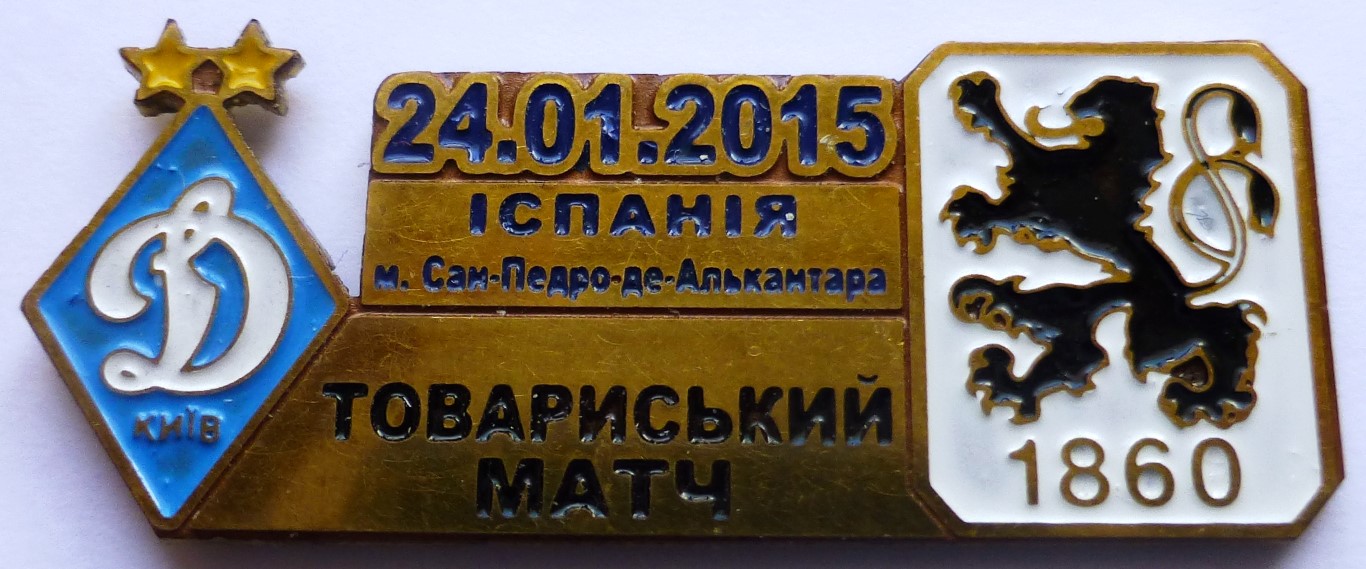 24.01.2015
ІСПАНІЯ
м. Сан-Педро-де-Алькантара
ТОВАРИСЬКИЙ
МАТЧ
Д
КИЇВ
1860